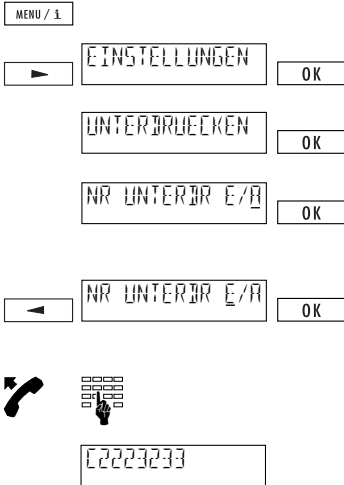 MENU / i
EINSTELLUNGEN
OK
UNTERDRUECKEN
OK
NR UNTERDR E/A
OK
NR UNTERDR E/A
OK
C2223233